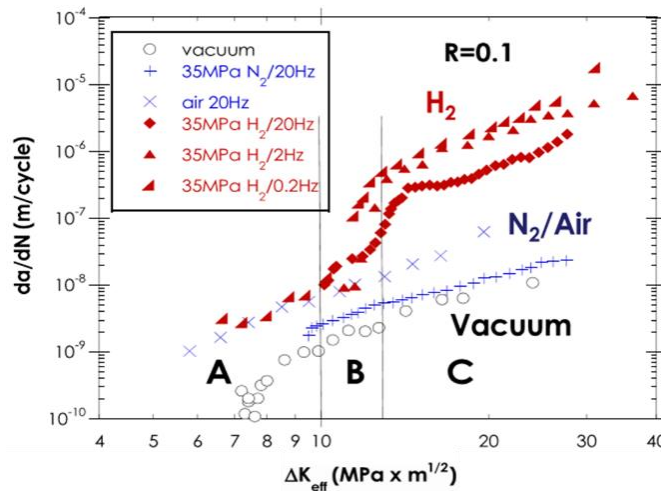 10⁻⁴
10⁻⁵
10⁻⁶
10⁻⁷
10⁻⁸
10⁻⁹
10⁻¹⁰
da/dN (m/cycle)
vacuum
35MPa N₂/20Hz
air 20Hz
35MPa H₂/20Hz
35MPa H₂/2Hz
35MPa H₂/0.2Hz
R=0.1
H₂
N₂/Air
Vacuum
A
B
C
4 5 6 7 8 9 10 20 30 40
ΔK_eff (MPa x m^1/2)